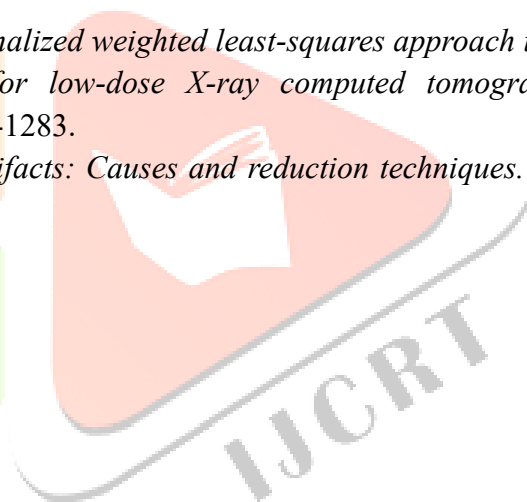 nalized weighted least-squares approach
for low-dose X-ray computed tomogra
-1283.
ifacts: Causes and reduction techniques.
IJCRT